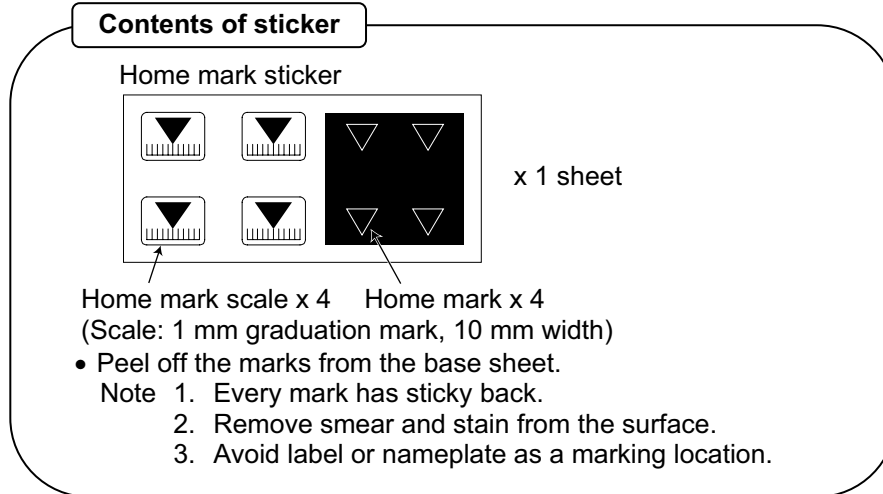 Contents of sticker
Home mark sticker
x 1 sheet
Home mark scale x 4 Home mark x 4
(Scale: 1 mm graduation mark, 10 mm width)
• Peel off the marks from the base sheet.
Note 1. Every mark has sticky back.
2. Remove smear and stain from the surface.
3. Avoid label or nameplate as a marking location.